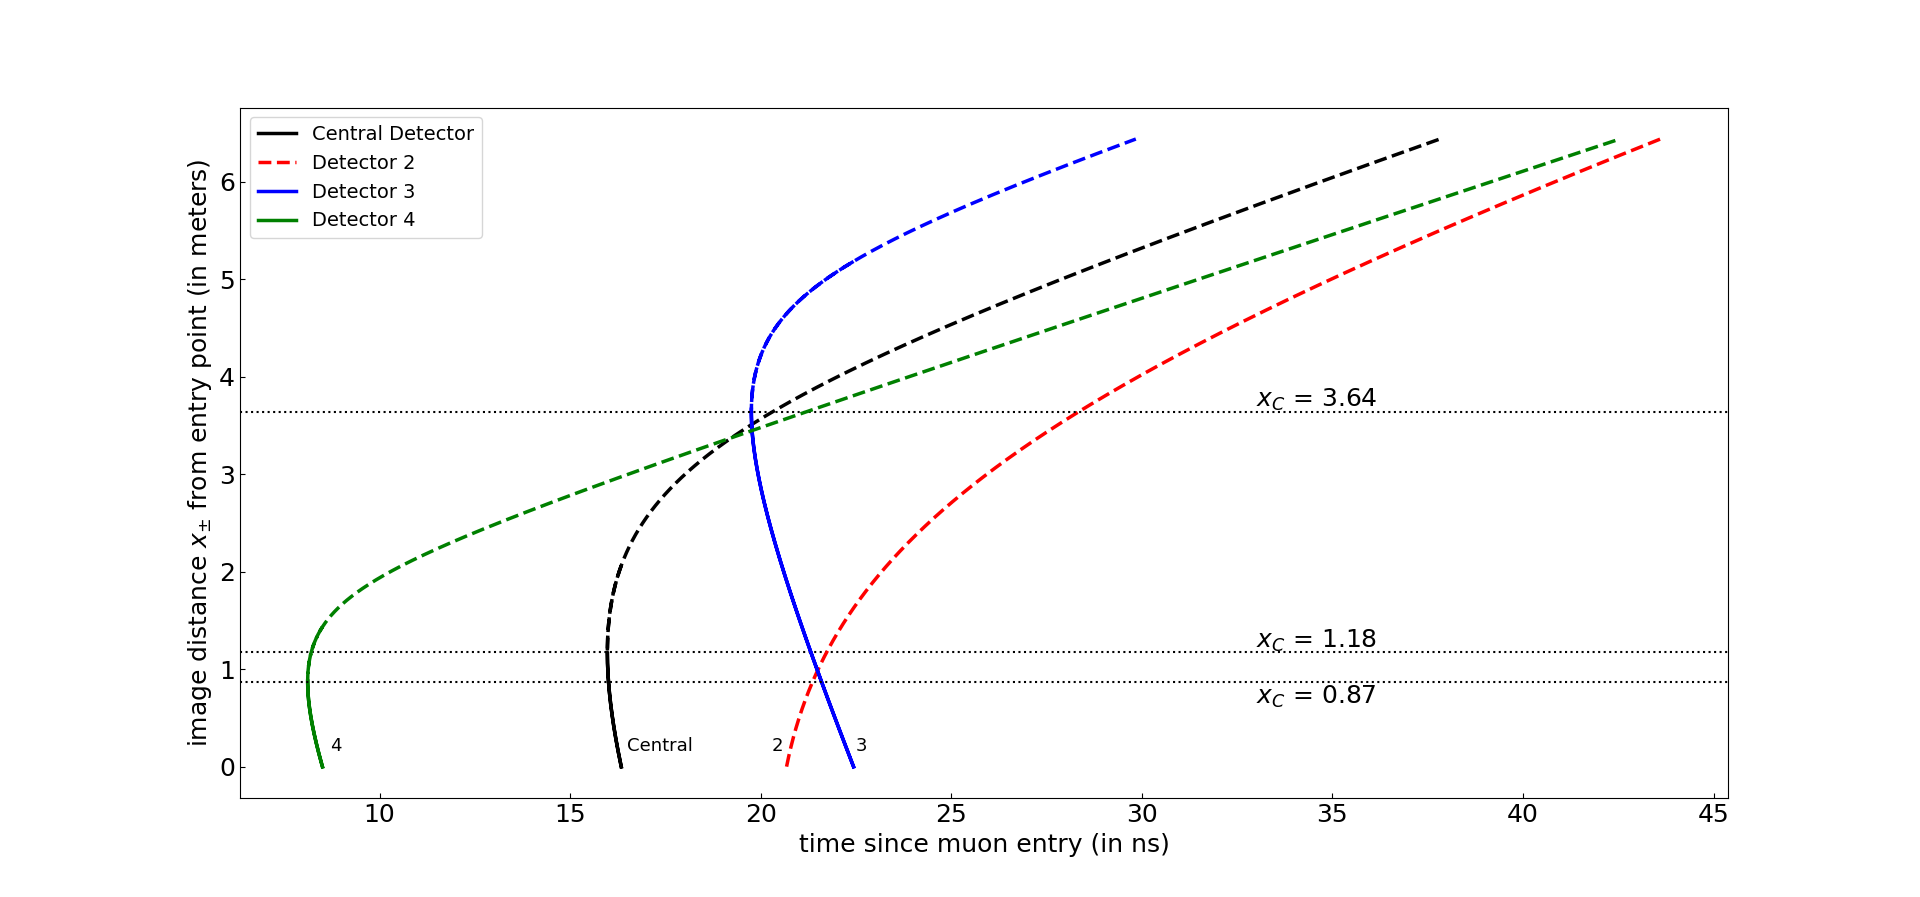 Central Detector
Detector 2
Detector 3
Detector 4
image distance x± from entry point (in meters)
6
5
4
3
2
1
0
x_C = 3.64
x_C = 1.18
x_C = 0.87
4
Central
2
3
10 15 20 25 30 35 40 45
time since muon entry (in ns)